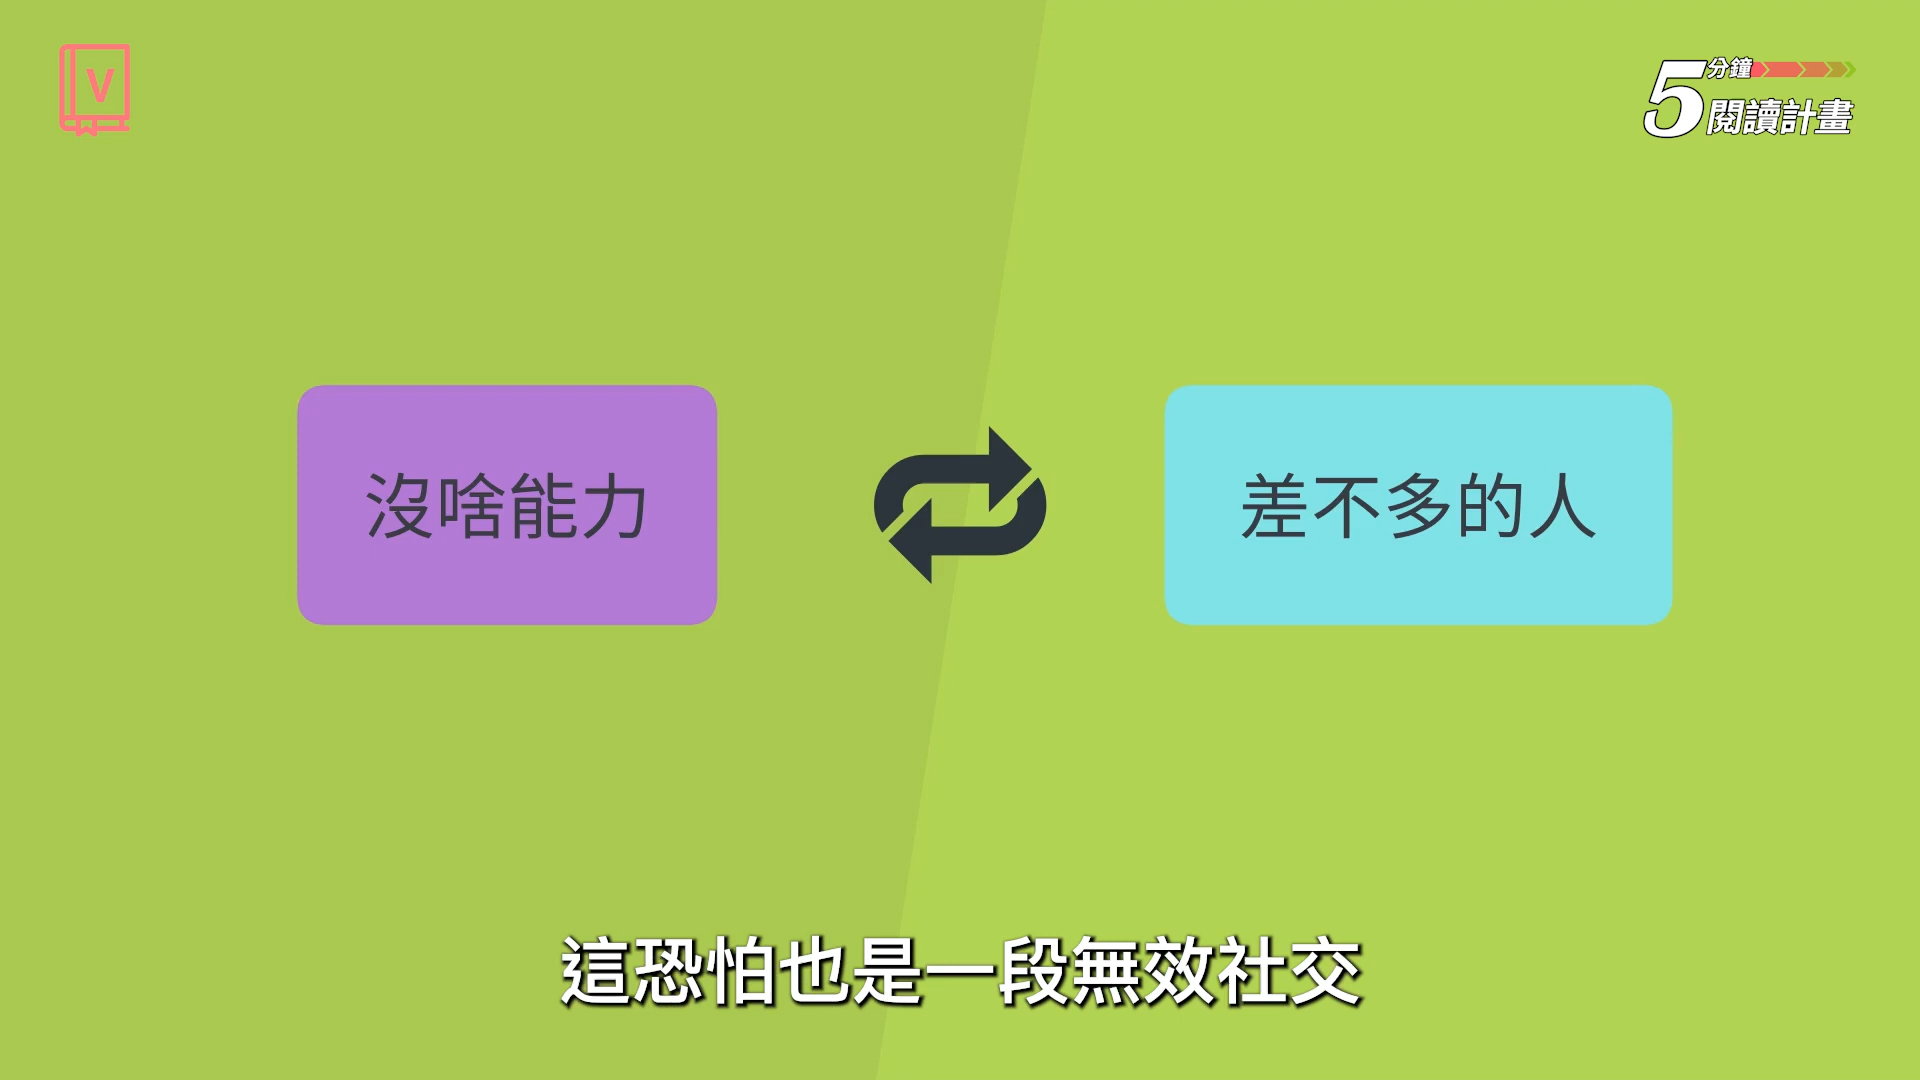 V
5分鐘
閱讀計畫
沒啥能力
差不多的人
這恐怕也是一段無效社交